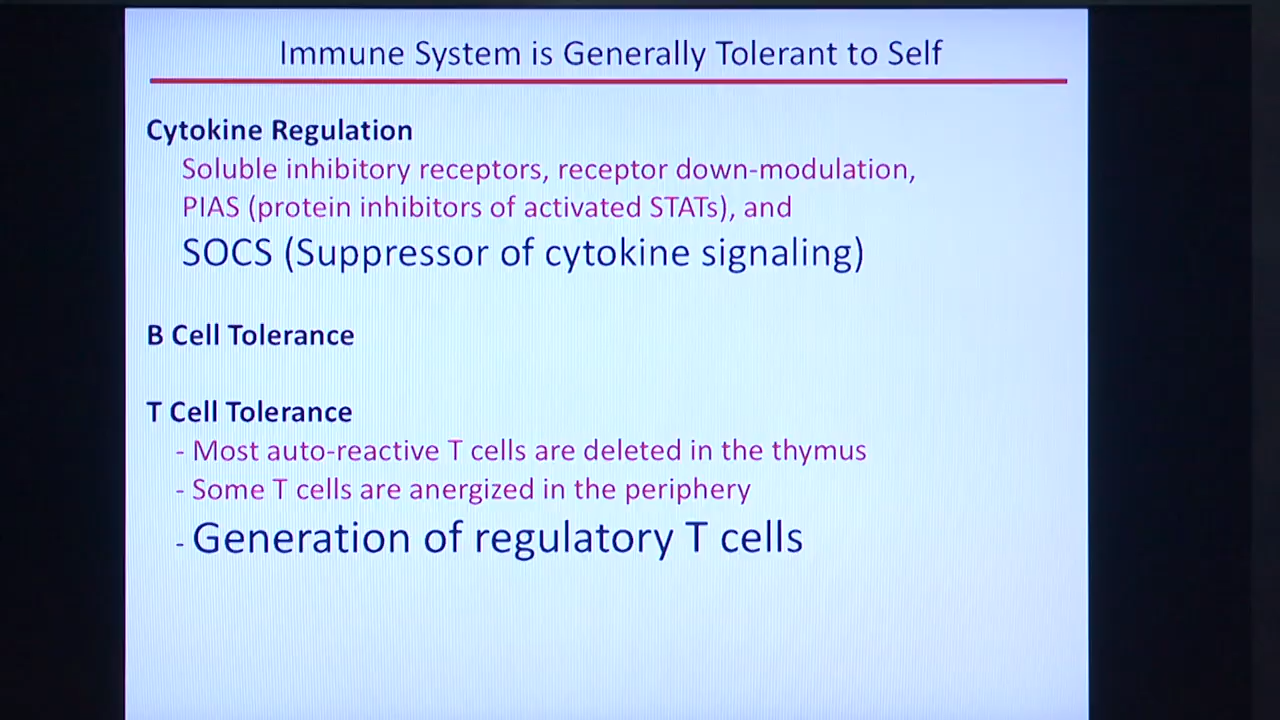 Immune System is Generally Tolerant to Self
Cytokine Regulation
Soluble inhibitory receptors, receptor down-modulation,
PIAS (protein inhibitors of activated STATs), and
SOCS (Suppressor of cytokine signaling)
B Cell Tolerance
T Cell Tolerance
- Most auto-reactive T cells are deleted in the thymus
- Some T cells are anergized in the periphery
- Generation of regulatory T cells